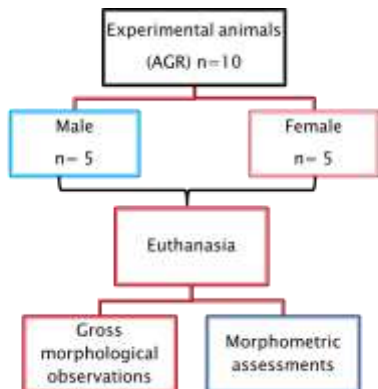 Experimental animals
(AGR) n=10
Male
n= 5
Female
n= 5
Euthanasia
Gross
morphological
observations
Morphometric
assessments